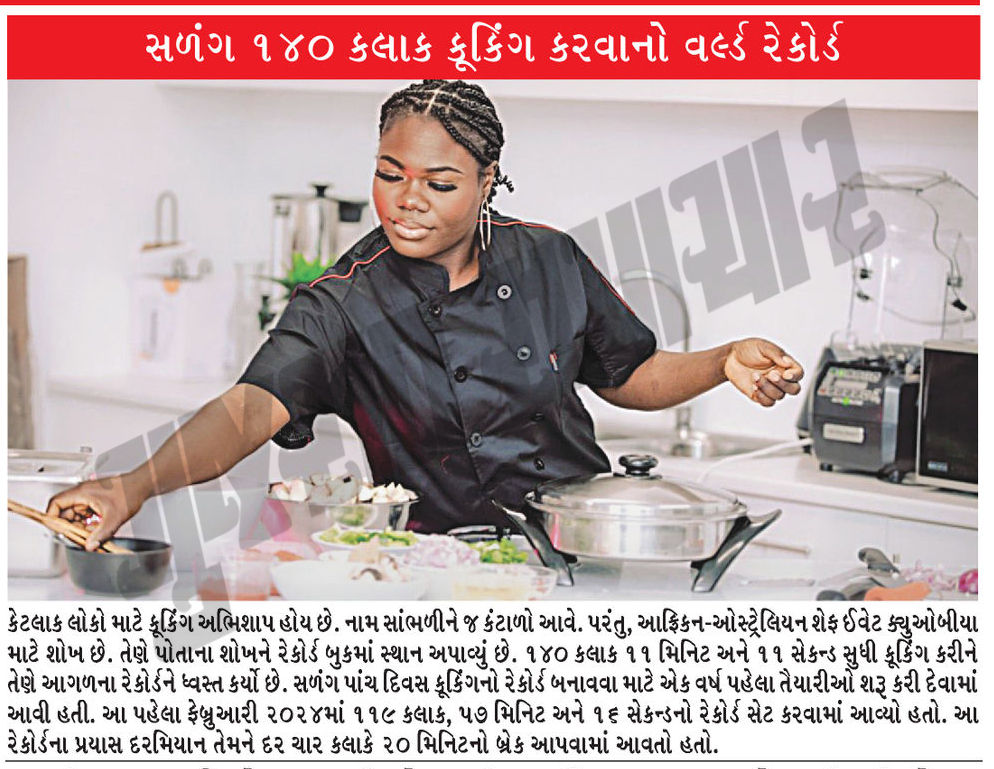 સળંગ ૧૪૦ કલાક કૂકિંગ કરવાનો વર્લ્ડ રેકોર્ડ
કેટલાક લોકો માટે કૂકિંગ અભિશાપ હોય છે. નામ સાંભળીને જ કંટાળો આવે. પરંતુ, આફ્રિકન-ઓસ્ટ્રેલિયન શેફ ઈવેટ ક્યુઓબીયા
માટે શોખ છે. તેણે પોતાના શોખને રેકોર્ડ બુકમાં સ્થાન અપાવ્યું છે. ૧૪૦ કલાક ૧૧ મિનિટ અને ૧૧ સેકન્ડ સુધી કૂકિંગ કરીને
તેણે આગળના રેકોર્ડને ધ્વસ્ત કર્યો છે. સળંગ પાંચ દિવસ કૂકિંગનો રેકોર્ડ બનાવવા માટે એક વર્ષ પહેલા તૈયારીઓ શરૂ કરી દેવામાં
આવી હતી. આ પહેલા ફેબ્રુઆરી ૨૦૨૪માં ૧૧૯ કલાક, ૫૭ મિનિટ અને ૧૬ સેકન્ડનો રેકોર્ડ સેટ કરવામાં આવ્યો હતો. આ
રેકોર્ડના પ્રયાસ દરમિયાન તેમને દર ચાર કલાકે ૨૦ મિનિટનો બ્રેક આપવામાં આવતો હતો.